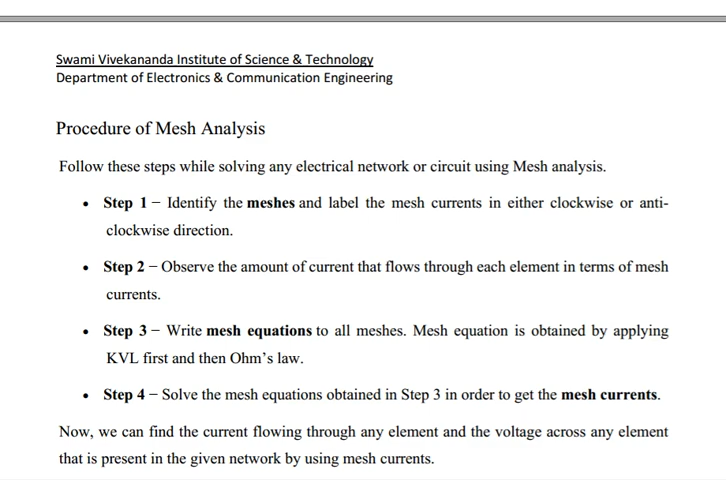 Swami Vivekananda Institute of Science & Technology
Department of Electronics & Communication Engineering
Procedure of Mesh Analysis
Follow these steps while solving any electrical network or circuit using Mesh analysis.
• Step 1 − Identify the meshes and label the mesh currents in either clockwise or anti-
clockwise direction.
• Step 2 − Observe the amount of current that flows through each element in terms of mesh
currents.
• Step 3 − Write mesh equations to all meshes. Mesh equation is obtained by applying
KVL first and then Ohm's law.
• Step 4 − Solve the mesh equations obtained in Step 3 in order to get the mesh currents.
Now, we can find the current flowing through any element and the voltage across any element
that is present in the given network by using mesh currents.